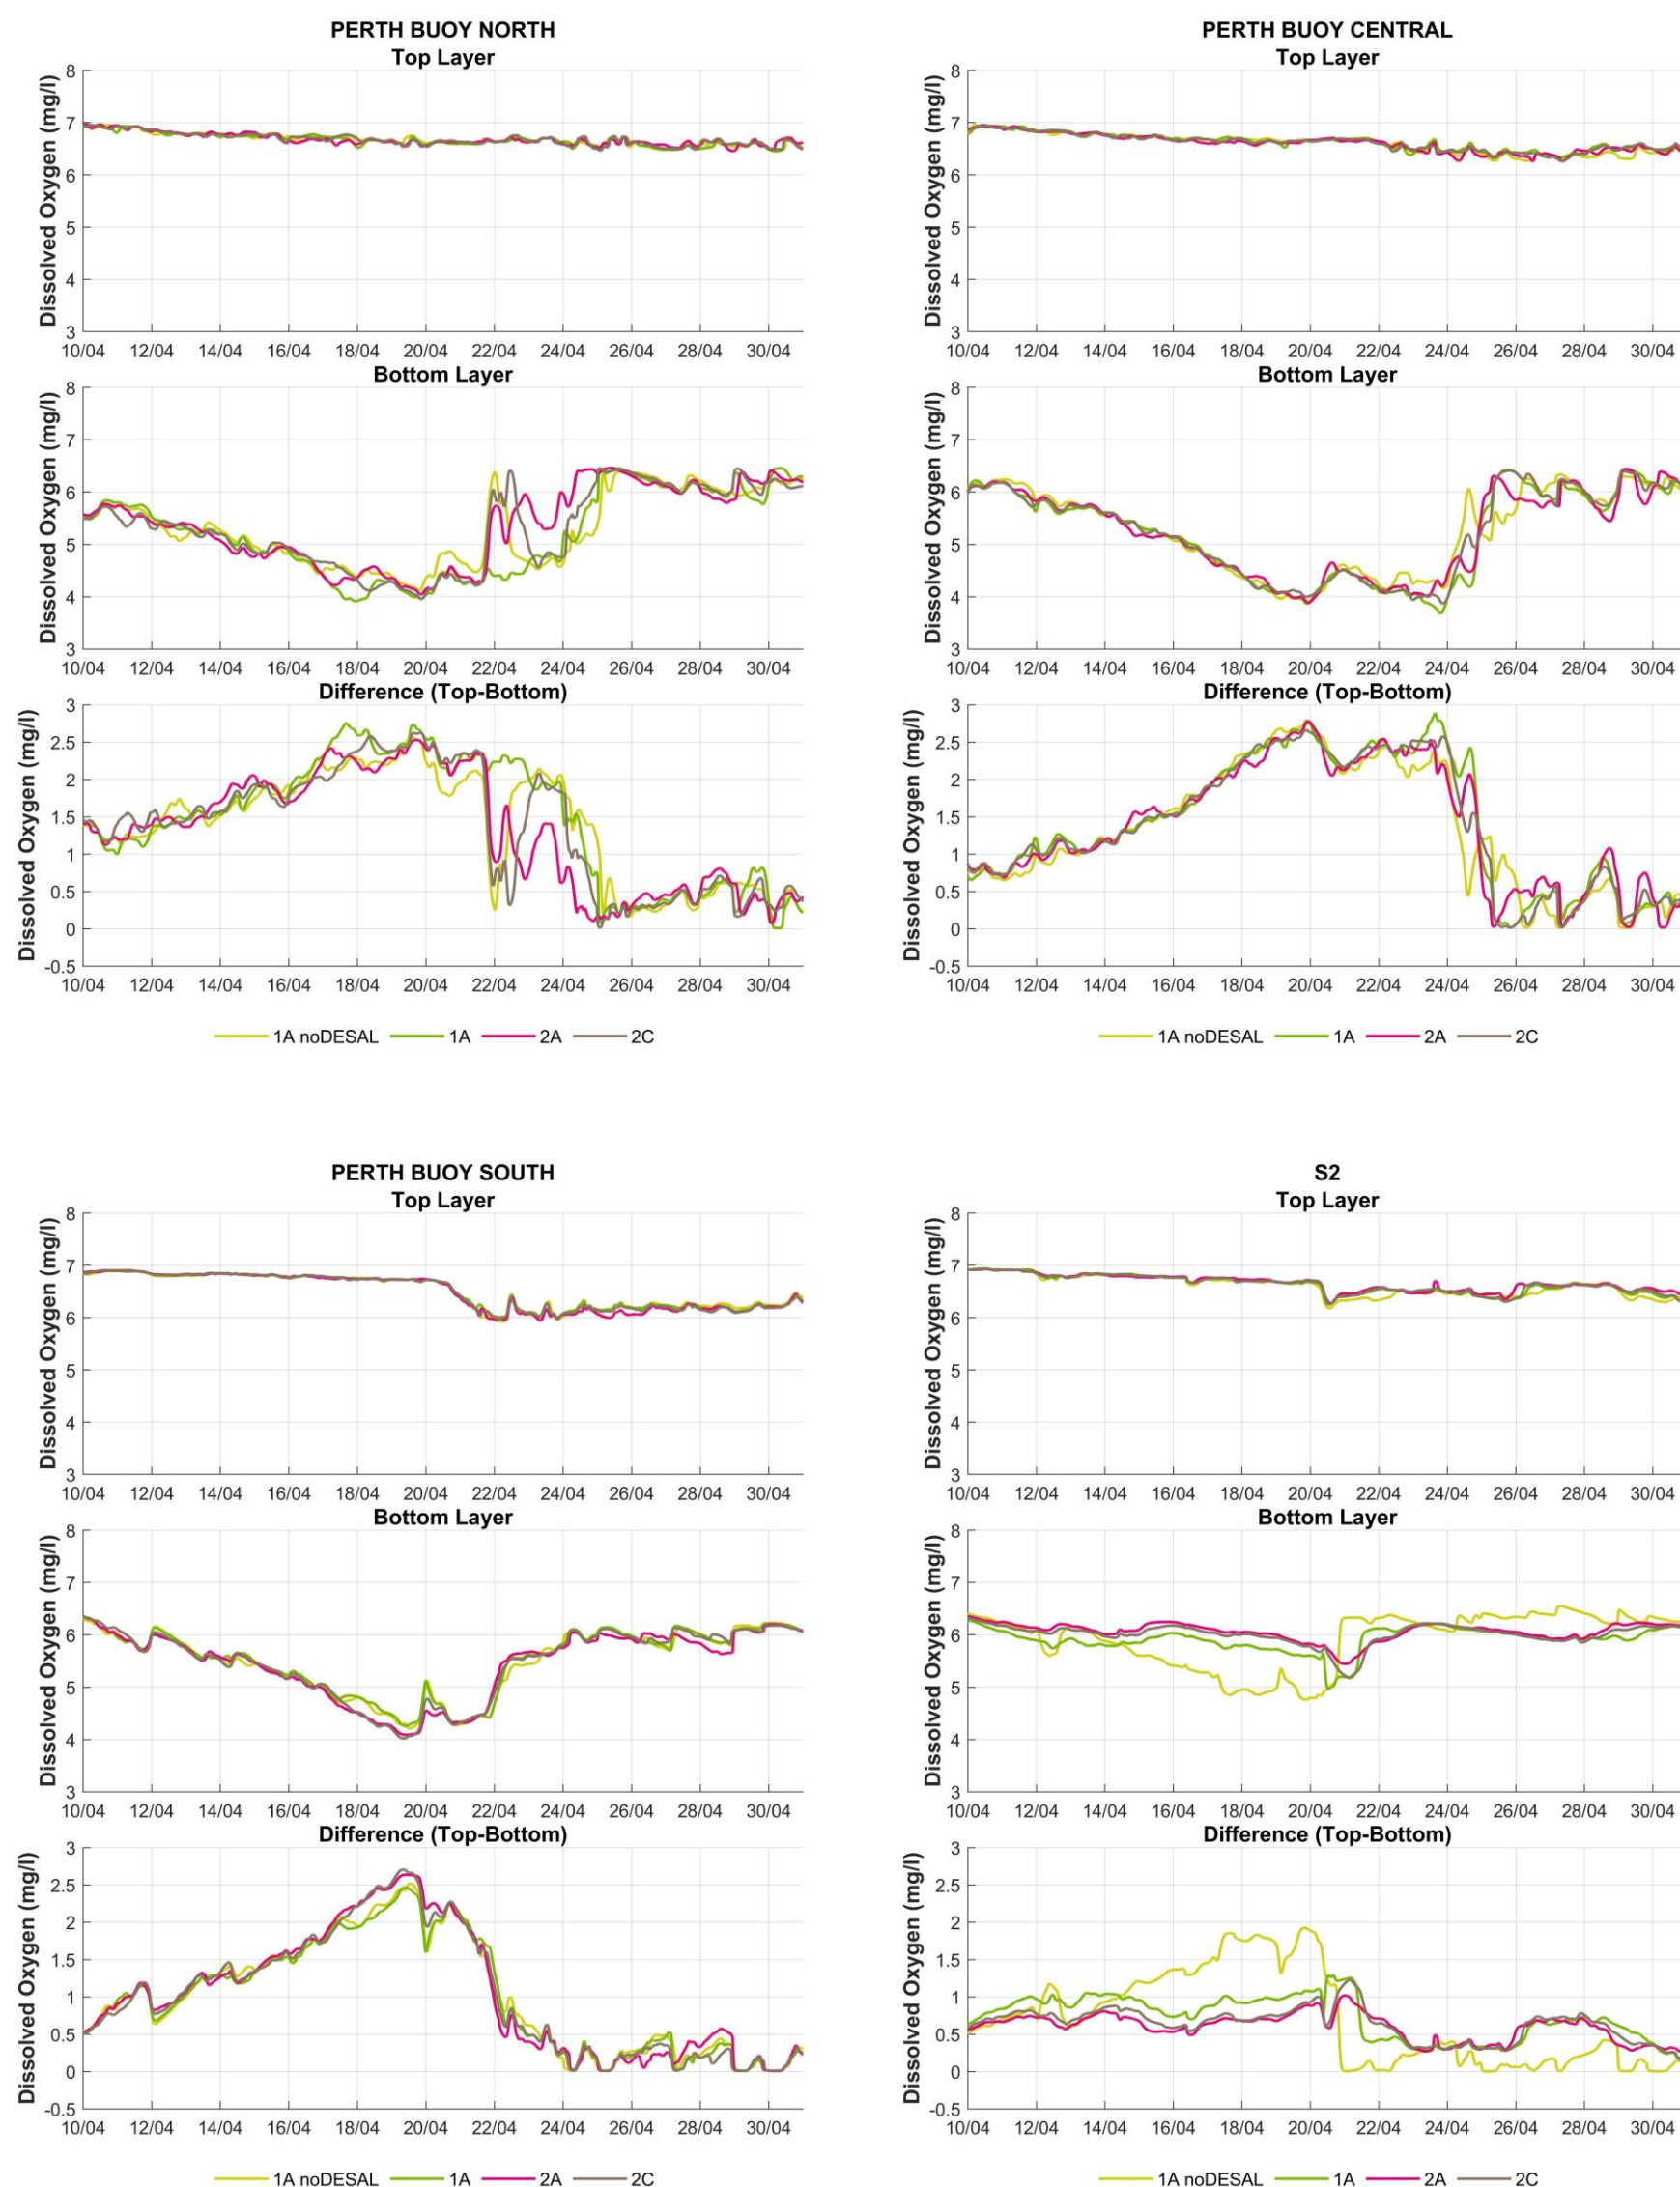 PERTH BUOY NORTH
Top Layer
Dissolved Oxygen (mg/l)
8
7
6
5
4
3
10/04 12/04 14/04 16/04 18/04 20/04 22/04 24/04 26/04 28/04 30/04
Bottom Layer
Dissolved Oxygen (mg/l)
8
7
6
5
4
3
10/04 12/04 14/04 16/04 18/04 20/04 22/04 24/04 26/04 28/04 30/04
Difference (Top-Bottom)
Dissolved Oxygen (mg/l)
3
2.5
2
1.5
1
0.5
0
-0.5
10/04 12/04 14/04 16/04 18/04 20/04 22/04 24/04 26/04 28/04 30/04
1A noDESAL 1A 2A 2C
PERTH BUOY CENTRAL
Top Layer
Dissolved Oxygen (mg/l)
8
7
6
5
4
3
10/04 12/04 14/04 16/04 18/04 20/04 22/04 24/04 26/04 28/04 30/04
Bottom Layer
Dissolved Oxygen (mg/l)
8
7
6
5
4
3
10/04 12/04 14/04 16/04 18/04 20/04 22/04 24/04 26/04 28/04 30/04
Difference (Top-Bottom)
Dissolved Oxygen (mg/l)
3
2.5
2
1.5
1
0.5
0
-0.5
10/04 12/04 14/04 16/04 18/04 20/04 22/04 24/04 26/04 28/04 30/04
1A noDESAL 1A 2A 2C
PERTH BUOY SOUTH
Top Layer
Dissolved Oxygen (mg/l)
8
7
6
5
4
3
10/04 12/04 14/04 16/04 18/04 20/04 22/04 24/04 26/04 28/04 30/04
Bottom Layer
Dissolved Oxygen (mg/l)
8
7
6
5
4
3
10/04 12/04 14/04 16/04 18/04 20/04 22/04 24/04 26/04 28/04 30/04
Difference (Top-Bottom)
Dissolved Oxygen (mg/l)
3
2.5
2
1.5
1
0.5
0
-0.5
10/04 12/04 14/04 16/04 18/04 20/04 22/04 24/04 26/04 28/04 30/04
1A noDESAL 1A 2A 2C
S2
Top Layer
Dissolved Oxygen (mg/l)
8
7
6
5
4
3
10/04 12/04 14/04 16/04 18/04 20/04 22/04 24/04 26/04 28/04 30/04
Bottom Layer
Dissolved Oxygen (mg/l)
8
7
6
5
4
3
10/04 12/04 14/04 16/04 18/04 20/04 22/04 24/04 26/04 28/04 30/04
Difference (Top-Bottom)
Dissolved Oxygen (mg/l)
3
2.5
2
1.5
1
0.5
0
-0.5
10/04 12/04 14/04 16/04 18/04 20/04 22/04 24/04 26/04 28/04 30/04
1A noDESAL 1A 2A 2C